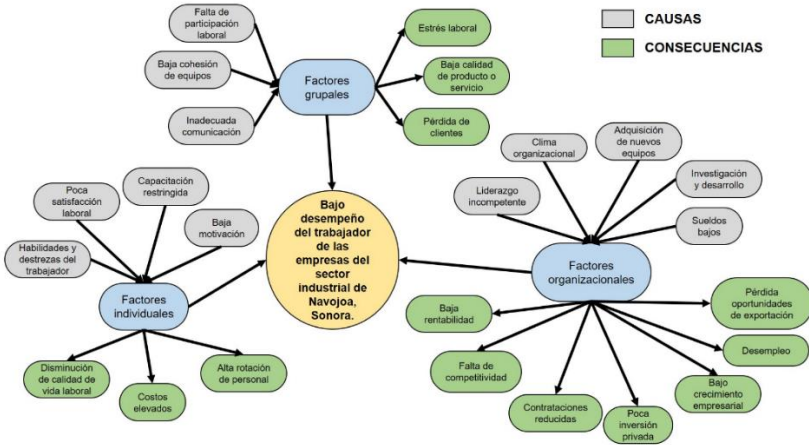 CAUSAS
CONSECUENCIAS
Falta de
participación
laboral
Baja cohesión
de equipos
Inadecuada
comunicación
Factores
grupales
Estrés laboral
Baja calidad
de producto o
servicio
Pérdida de
clientes
Poca
satisfacción
laboral
Capacitación
restringida
Baja
motivación
Habilidades y
destrezas del
trabajador
Factores
individuales
Disminución
de calidad de
vida laboral
Costos
elevados
Alta rotación
de personal
Bajo
desempeño
del trabajador
de las
empresas del
sector
industrial de
Navojoa,
Sonora.
Clima
organizacional
Adquisición
de nuevos
equipos
Liderazgo
incompetente
Investigación
y desarrollo
Sueldos
bajos
Factores
organizacionales
Baja
rentabilidad
Falta de
competitividad
Contrataciones
reducidas
Poca
inversión
privada
Bajo
crecimiento
empresarial
Desempleo
Pérdida
oportunidades
de exportación